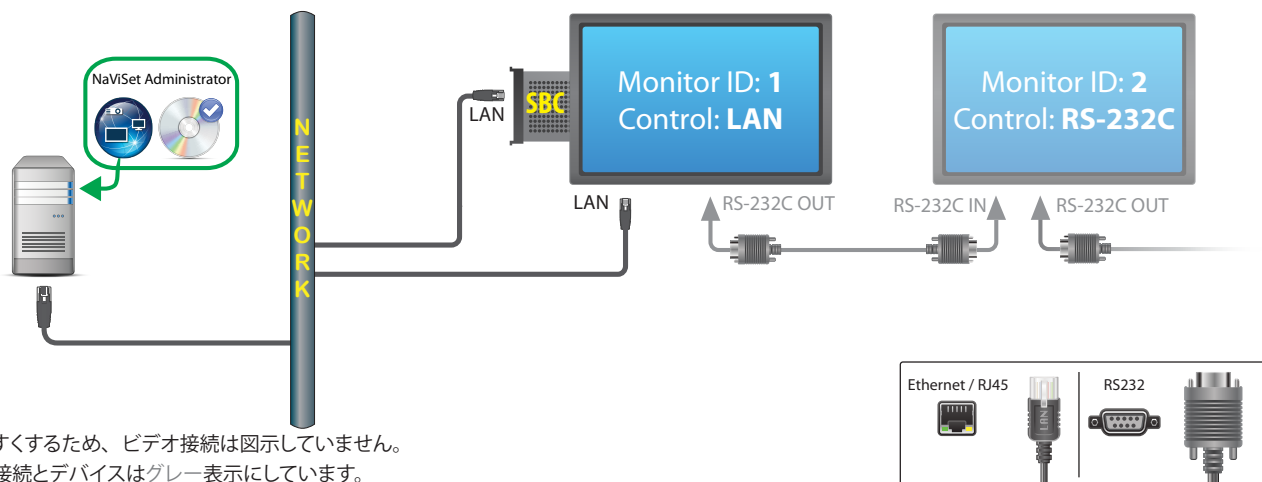 NaViSet Administrator
NETWORK
LAN
SBC
Monitor ID: 1
Control: LAN
Monitor ID: 2
Control: RS-232C
LAN
RS-232C OUT
RS-232C IN
RS-232C OUT
Ethernet / RJ45
RS232
LAN
すくするため、ビデオ接続は図示していません。
接続とデバイスはグレー表示にしています。